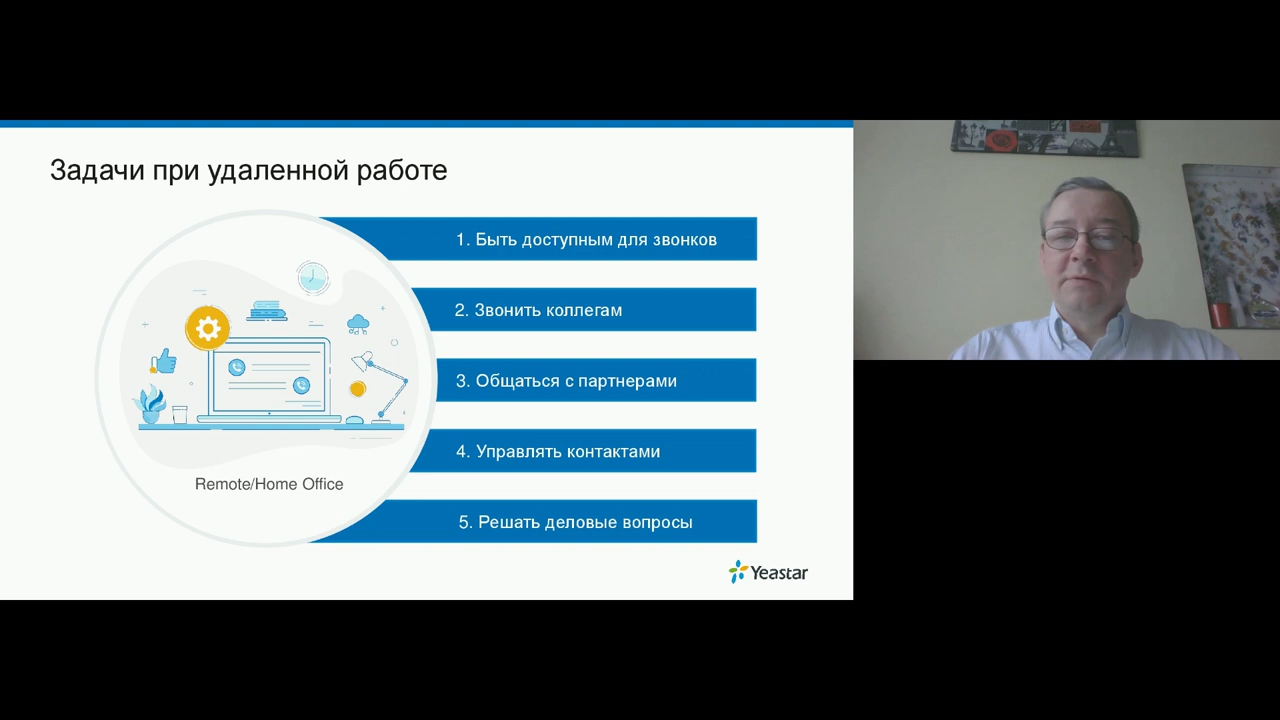 Задачи при удаленной работе
1. Быть доступным для звонков
2. Звонить коллегам
3. Общаться с партнерами
4. Управлять контактами
5. Решать деловые вопросы
Remote/Home Office
Yeastar